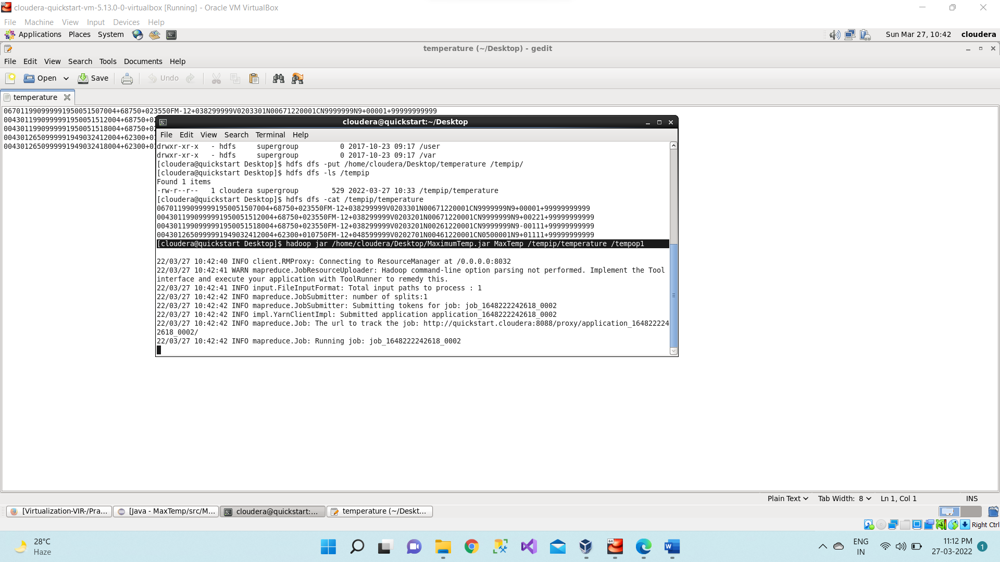 cloudera-quickstart-vm-5.13.0-0-virtualbox [Running] - Oracle VM VirtualBox
File Machine View Input Devices Help
Applications Places System Sun Mar 27, 10:42 cloudera
temperature (~/Desktop) - gedit
File Edit View Search Tools Documents Help
Open Save Undo
temperature
0670119909999991950051507004+68750+023550FM-12+038299999V0203301N00671220001CN9999999N9+00001+99999999999
0043011990999991950051512004+68750+02
0043011990999991950051518004+68750+02
0043012650999991949032412004+62300+01
0043012650999991949032418004+62300+01
cloudera@quickstart:~/Desktop
File Edit View Search Terminal Help
drwxr-xr-x - hdfs supergroup 0 2017-10-23 09:17 /user
drwxr-xr-x - hdfs supergroup 0 2017-10-23 09:17 /var
[cloudera@quickstart Desktop]$ hdfs dfs -put /home/cloudera/Desktop/temperature /tempip/
[cloudera@quickstart Desktop]$ hdfs dfs -ls /tempip
Found 1 items
-rw-r--r-- 1 cloudera supergroup 529 2022-03-27 10:33 /tempip/temperature
[cloudera@quickstart Desktop]$ hdfs dfs -cat /tempip/temperature
0670119909999991950051507004+68750+023550FM-12+038299999V0203301N00671220001CN9999999N9+00001+99999999999
0043011990999991950051512004+68750+023550FM-12+038299999V0203201N00671220001CN9999999N9+00221+99999999999
0043011990999991950051518004+68750+023550FM-12+038299999V0203201N00261220001CN9999999N9-00111+99999999999
0043012650999991949032412004+62300+010750FM-12+048599999V0202701N00461220001CN0500001N9+01111+99999999999
[cloudera@quickstart Desktop]$ hadoop jar /home/cloudera/Desktop/MaximumTemp.jar MaxTemp /tempip/temperature /tempop1
22/03/27 10:42:40 INFO client.RMProxy: Connecting to ResourceManager at /0.0.0.0:8032
22/03/27 10:42:41 WARN mapreduce.JobResourceUploader: Hadoop command-line option parsing not performed. Implement the Tool
interface and execute your application with ToolRunner to remedy this.
22/03/27 10:42:41 INFO input.FileInputFormat: Total input paths to process : 1
22/03/27 10:42:42 INFO mapreduce.JobSubmitter: number of splits:1
22/03/27 10:42:42 INFO mapreduce.JobSubmitter: Submitting tokens for job: job_1648222242618_0002
22/03/27 10:42:42 INFO impl.YarnClientImpl: Submitted application application_1648222242618_0002
22/03/27 10:42:42 INFO mapreduce.Job: The url to track the job: http://quickstart.cloudera:8088/proxy/application_164822224
2618_0002/
22/03/27 10:42:42 INFO mapreduce.Job: Running job: job_1648222242618_0002
Plain Text Tab Width: 8 Ln 1, Col 1 INS
[Virtualization-VIR-/Pra... [Java - MaxTemp/src/M... cloudera@quickstart:... temperature (~/Deskt...
Right Ctrl
28°C
Haze
ENG
IN
11:12 PM
27-03-2022
1